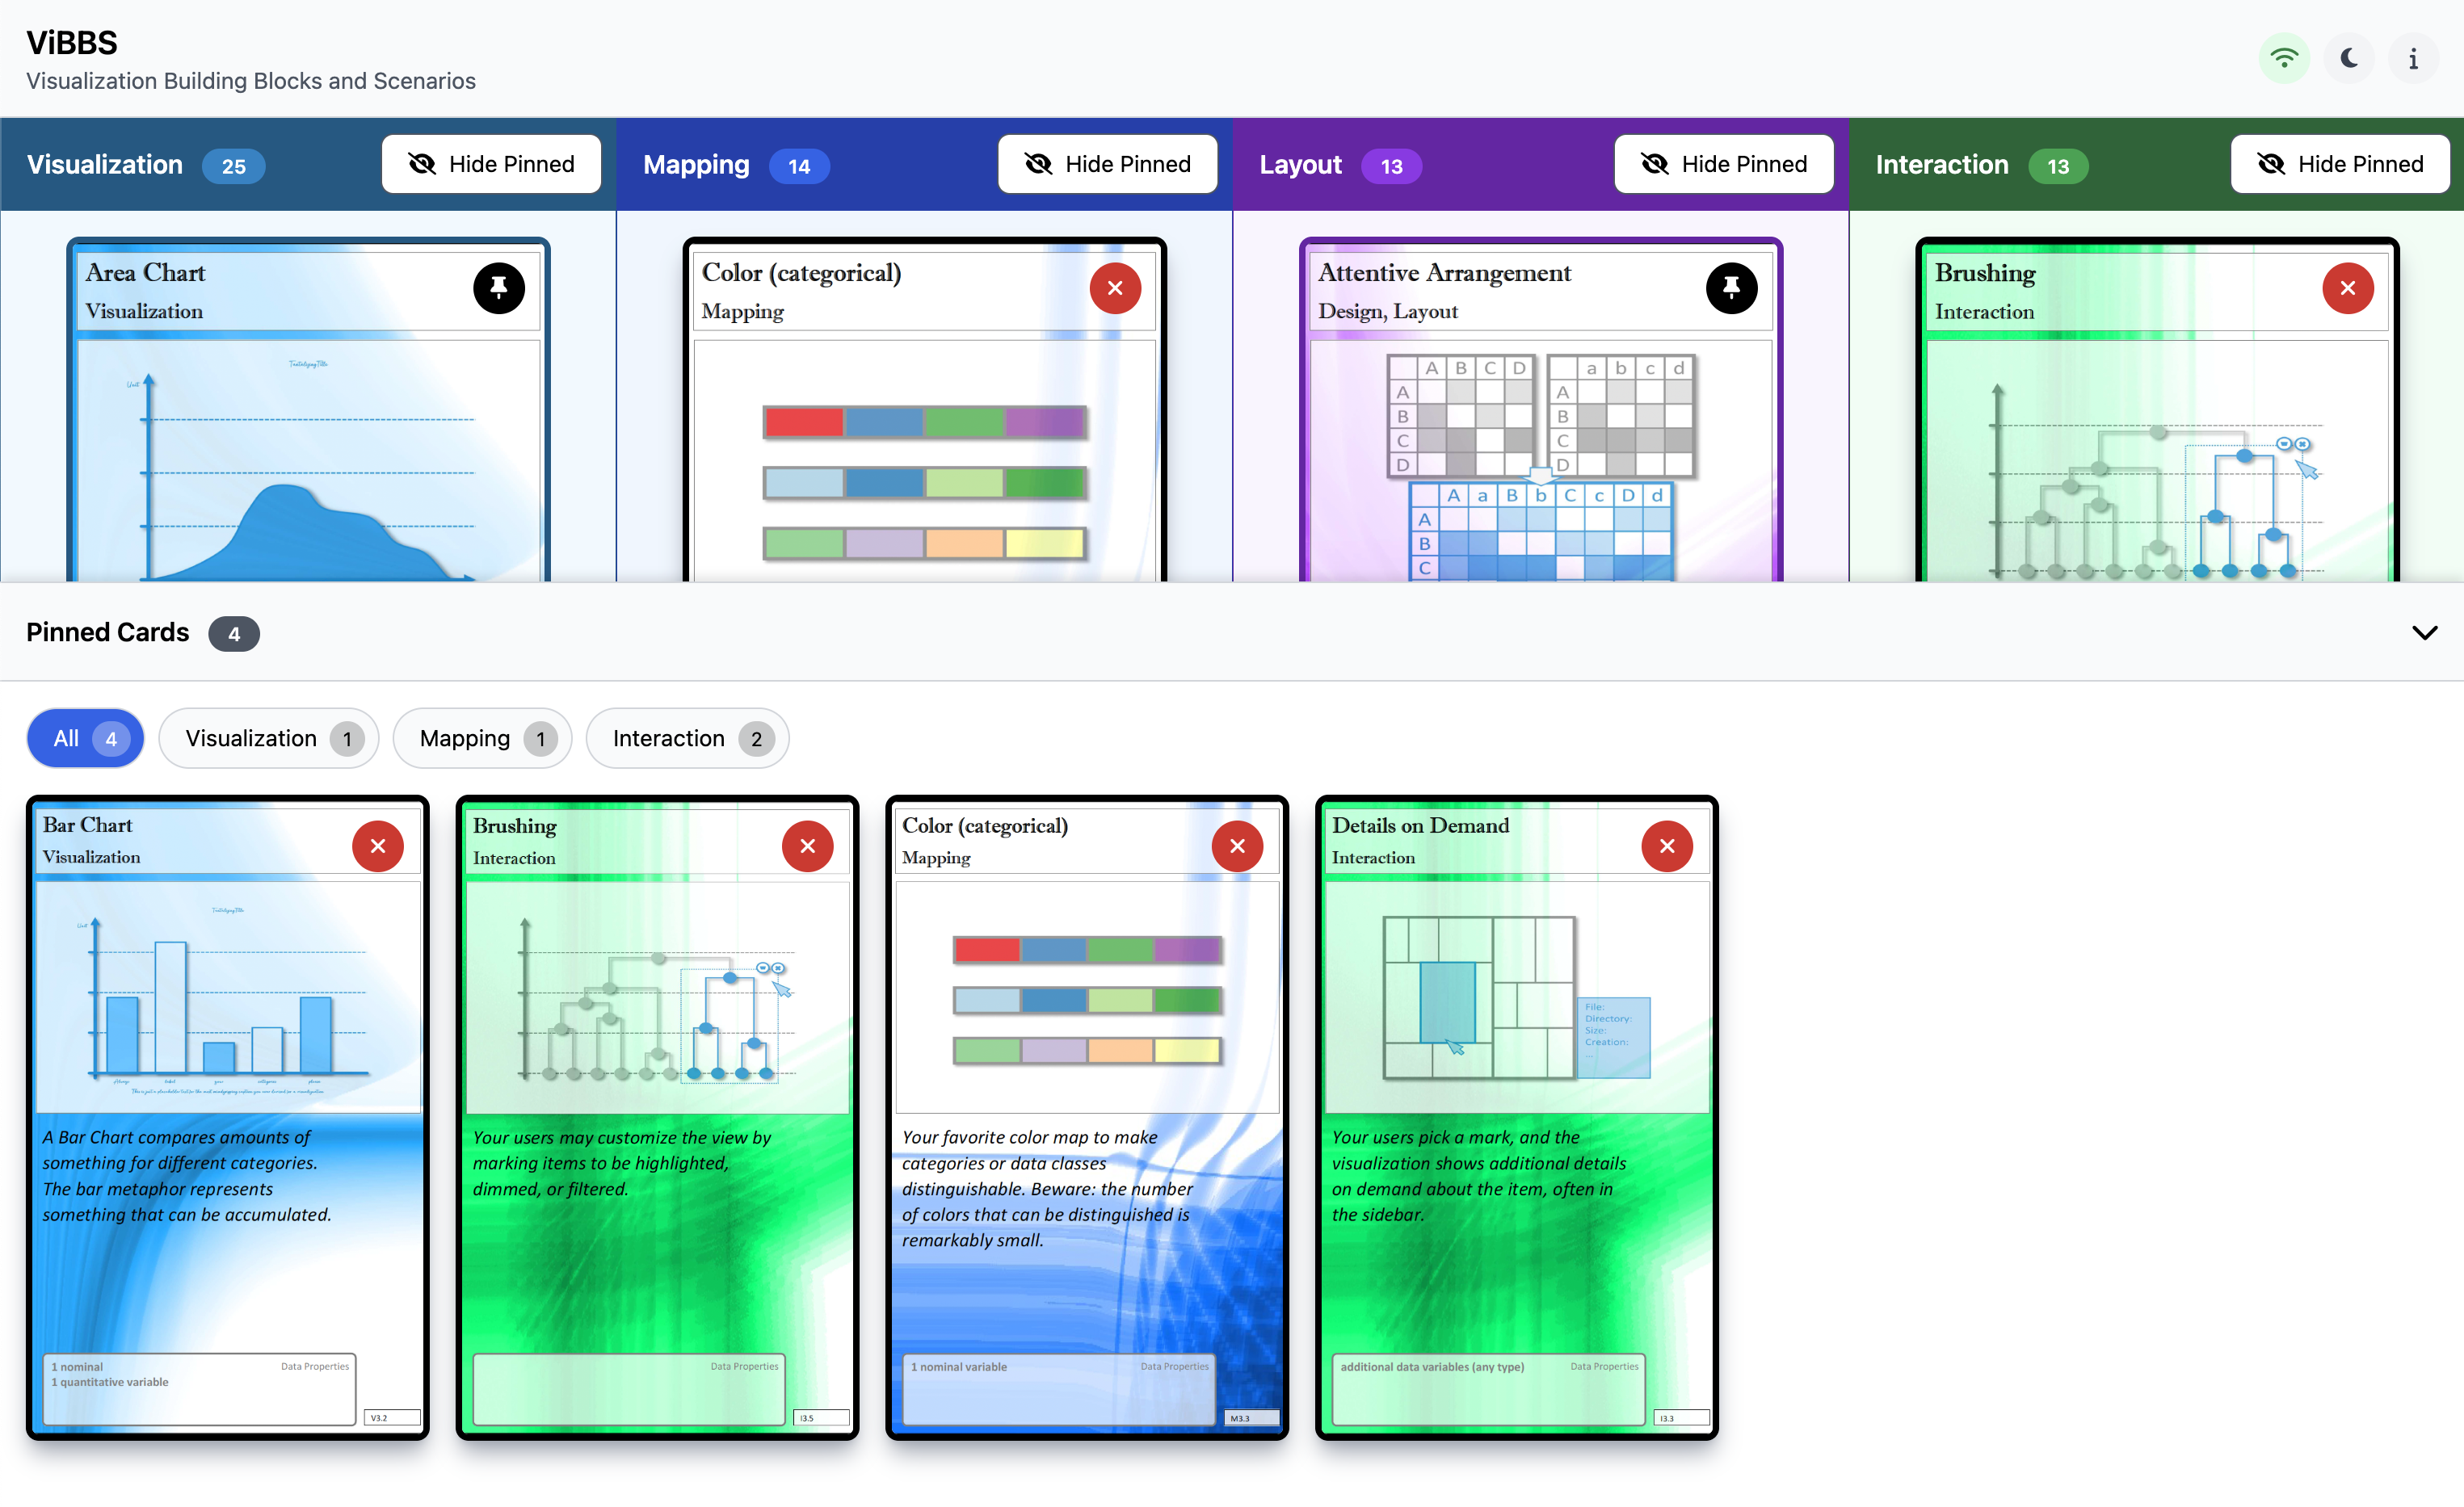 ViBBS
Visualization Building Blocks and Scenarios
Visualization 25 Hide Pinned
Mapping 14 Hide Pinned
Layout 13 Hide Pinned
Interaction 13 Hide Pinned
Area Chart
Visualization
Unit
Color (categorical)
Mapping
Attentive Arrangement
Design, Layout
A B C D
A
B
C
D
a b c d
A
B
C
D
A a B b C c D d
A
B
C
Brushing
Interaction
Pinned Cards 4
All 4
Visualization 1
Mapping 1
Interaction 2
Bar Chart
Visualization
Unit
A Bar Chart compares amounts of
something for different categories.
The bar metaphor represents
something that can be accumulated.
1 nominal
1 quantitative variable
Data Properties
V3.2
Brushing
Interaction
Your users may customize the view by
marking items to be highlighted,
dimmed, or filtered.
Data Properties
I3.5
Color (categorical)
Mapping
Your favorite color map to make
categories or data classes
distinguishable. Beware: the number
of colors that can be distinguished is
remarkably small.
1 nominal variable
Data Properties
M3.3
Details on Demand
Interaction
File:
Directory:
Size:
Creation:
...
Your users pick a mark, and the
visualization shows additional details
on demand about the item, often in
the sidebar.
additional data variables (any type)
Data Properties
I3.3